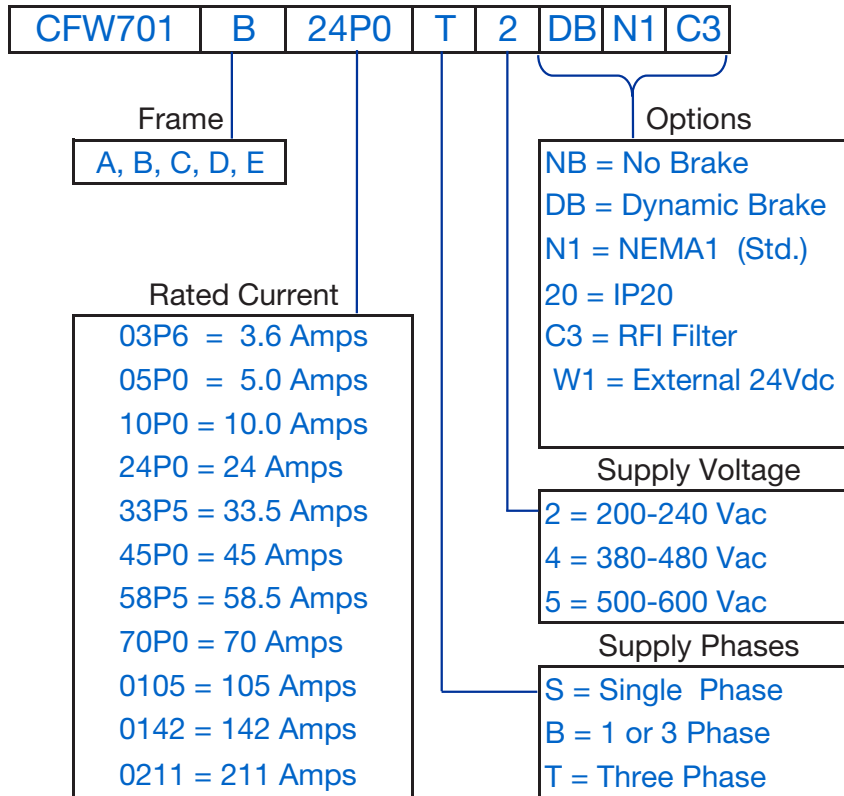 CFW701 B 24P0 T 2 DB N1 C3
Frame
A, B, C, D, E
Rated Current
03P6 = 3.6 Amps
05P0 = 5.0 Amps
10P0 = 10.0 Amps
24P0 = 24 Amps
33P5 = 33.5 Amps
45P0 = 45 Amps
58P5 = 58.5 Amps
70P0 = 70 Amps
0105 = 105 Amps
0142 = 142 Amps
0211 = 211 Amps
Options
NB = No Brake
DB = Dynamic Brake
N1 = NEMA1 (Std.)
20 = IP20
C3 = RFI Filter
W1 = External 24Vdc
Supply Voltage
2 = 200-240 Vac
4 = 380-480 Vac
5 = 500-600 Vac
Supply Phases
S = Single Phase
B = 1 or 3 Phase
T = Three Phase